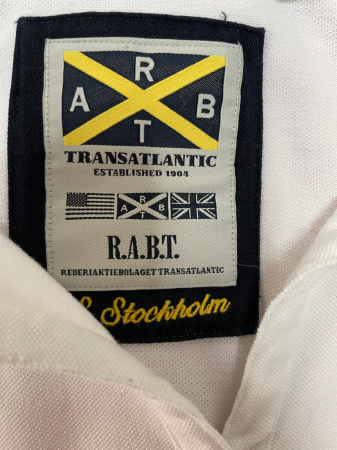 R
A B
T
TRANSATLANTIC
ESTABLISHED 1904
R
A B
T
R.A.B.T.
REDERIAKTIEBOLAGET TRANSATLANTIC
S Stockholm